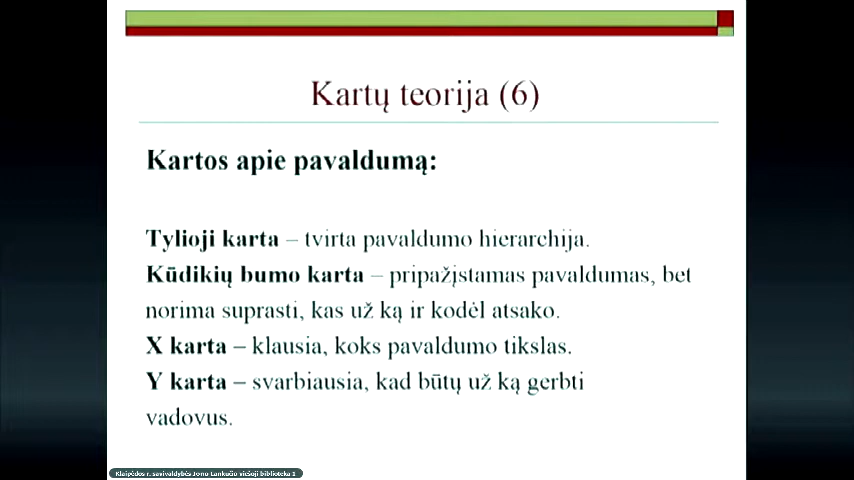 Kartų teorija (6)
Kartos apie pavaldumą:
Tylioji karta – tvirta pavaldumo hierarchija.
Kūdikių bumo karta – pripažįstamas pavaldumas, bet
norima suprasti, kas už ką ir kodėl atsako.
X karta – klausia, koks pavaldumo tikslas.
Y karta – svarbiausia, kad būtų už ką gerbti
vadovus.
Klaipėdos r. savivaldybės Jono Lankučio viešoji biblioteka 1